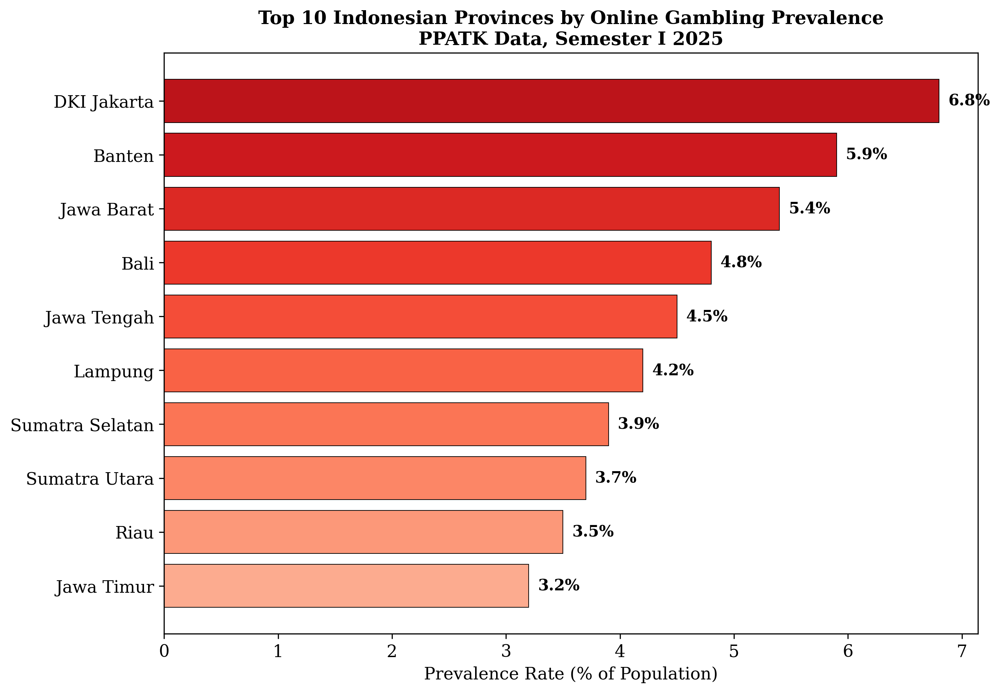 Top 10 Indonesian Provinces by Online Gambling Prevalence
PPATK Data, Semester I 2025
DKI Jakarta
6.8%
Banten
5.9%
Jawa Barat
5.4%
Bali
4.8%
Jawa Tengah
4.5%
Lampung
4.2%
Sumatra Selatan
3.9%
Sumatra Utara
3.7%
Riau
3.5%
Jawa Timur
3.2%
0 1 2 3 4 5 6 7
Prevalence Rate (% of Population)